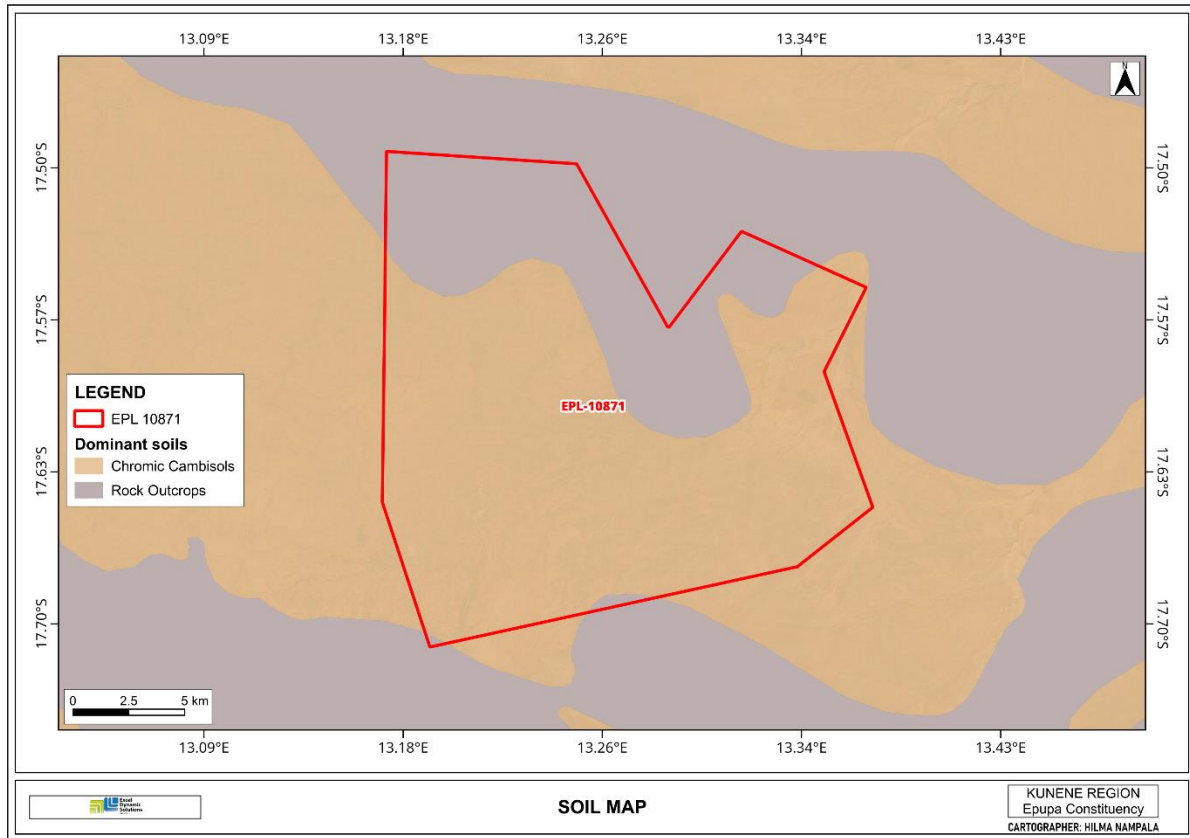 13.09°E 13.18°E 13.26°E 13.34°E 13.43°E
N
17.50°S 17.50°S
17.57°S 17.57°S
EPL-10871
LEGEND
EPL 10871
Dominant soils
Chromic Cambisols
Rock Outcrops
17.63°S 17.63°S
17.70°S 17.70°S
0 2.5 5 km
13.09°E 13.18°E 13.26°E 13.34°E 13.43°E
Excel
Dynamic
Solutions
SOIL MAP
KUNENE REGION
Epupa Constituency
CARTOGRAPHER: HILMA NAMPALA